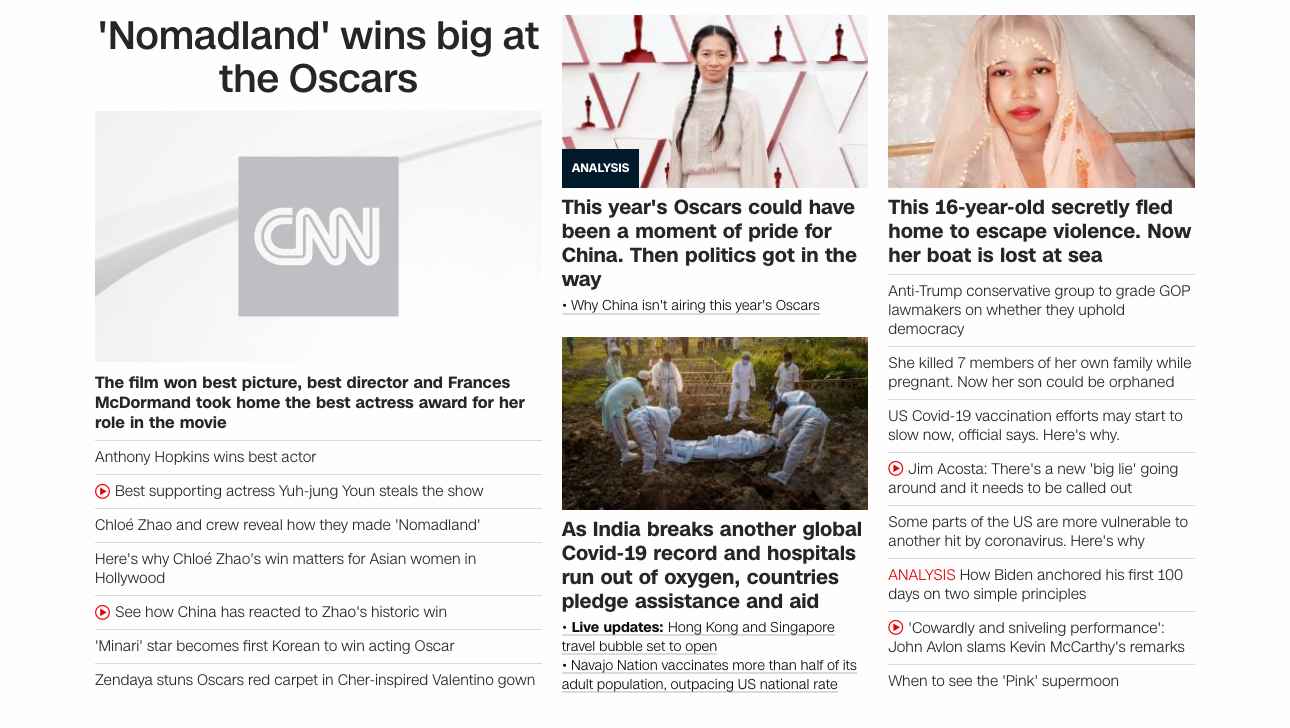 'Nomadland' wins big at
the Oscars
CNN
The film won best picture, best director and Frances
McDormand took home the best actress award for her
role in the movie
Anthony Hopkins wins best actor
Best supporting actress Yuh-jung Youn steals the show
Chloé Zhao and crew reveal how they made 'Nomadland'
Here's why Chloé Zhao's win matters for Asian women in
Hollywood
See how China has reacted to Zhao's historic win
'Minari' star becomes first Korean to win acting Oscar
Zendaya stuns Oscars red carpet in Cher-inspired Valentino gown
ANALYSIS
This year's Oscars could have
been a moment of pride for
China. Then politics got in the
way
• Why China isn't airing this year's Oscars
As India breaks another global
Covid-19 record and hospitals
run out of oxygen, countries
pledge assistance and aid
• Live updates: Hong Kong and Singapore
travel bubble set to open
• Navajo Nation vaccinates more than half of its
adult population, outpacing US national rate
This 16-year-old secretly fled
home to escape violence. Now
her boat is lost at sea
Anti-Trump conservative group to grade GOP
lawmakers on whether they uphold
democracy
She killed 7 members of her own family while
pregnant. Now her son could be orphaned
US Covid-19 vaccination efforts may start to
slow now, official says. Here's why.
Jim Acosta: There's a new 'big lie' going
around and it needs to be called out
Some parts of the US are more vulnerable to
another hit by coronavirus. Here's why
ANALYSIS How Biden anchored his first 100
days on two simple principles
'Cowardly and sniveling performance':
John Avlon slams Kevin McCarthy's remarks
When to see the 'Pink' supermoon